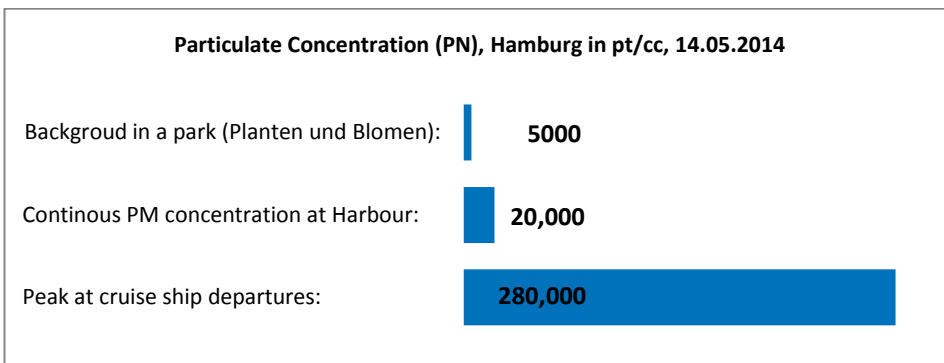 Particulate Concentration (PN), Hamburg in pt/cc, 14.05.2014
Backgroud in a park (Planten und Blomen): 5000
Continous PM concentration at Harbour: 20,000
Peak at cruise ship departures: 280,000